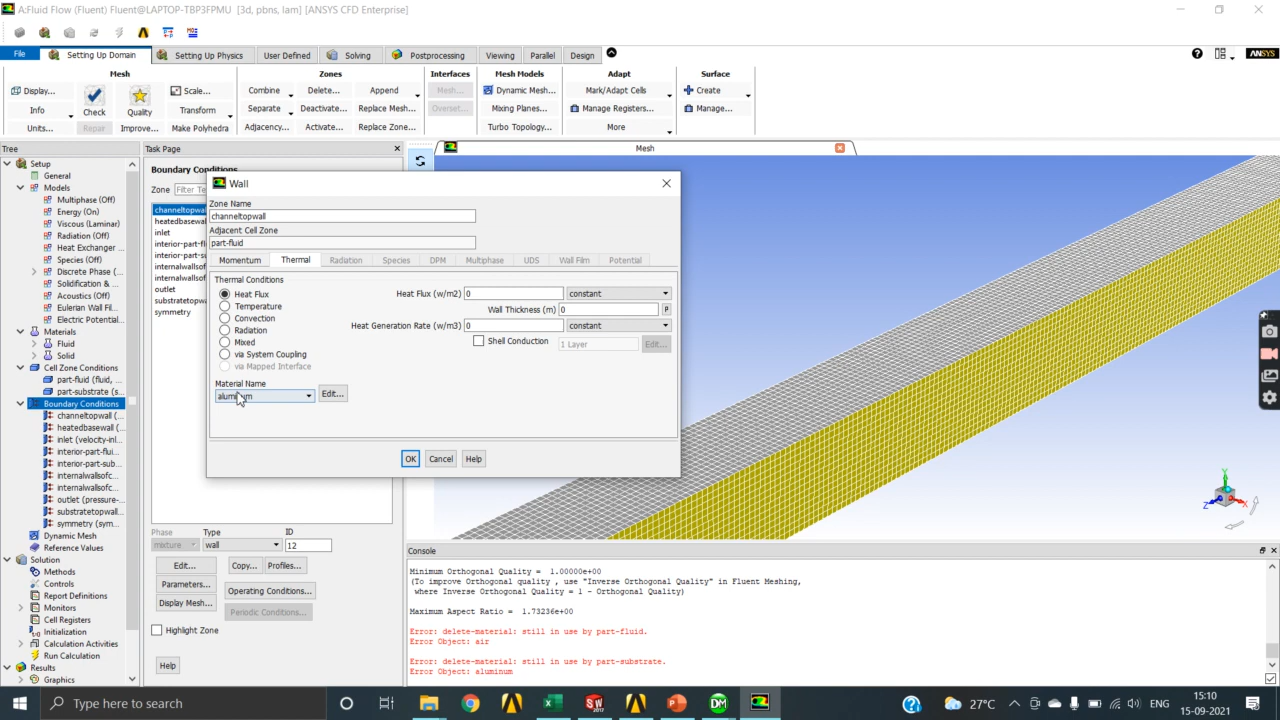 A:Fluid Flow (Fluent) Fluent@LAPTOP-TBP3FPMU [3d, pbns, lam] [ANSYS CFD Enterprise]
File
Setting Up Domain
Setting Up Physics
User Defined
Solving
Postprocessing
Viewing
Parallel
Design
ANSYS
Mesh
Zones
Interfaces
Mesh Models
Adapt
Surface
Display...
Scale...
Combine
Delete...
Append
Mesh...
Dynamic Mesh...
Mark/Adapt Cells
Create
Info
Check
Quality
Transform
Separate
Deactivate...
Replace Mesh...
Overset...
Mixing Planes...
Manage Registers...
Manage...
Units...
Repair
Improve...
Make Polyhedra
Adjacency...
Activate...
Replace Zone...
Turbo Topology...
More
Tree
Task Page
Mesh
Setup
General
Models
Multiphase (Off)
Energy (On)
Viscous (Laminar)
Radiation (Off)
Heat Exchanger ...
Species (Off)
Discrete Phase (...
Solidification & ...
Acoustics (Off)
Eulerian Wall Fil...
Electric Potential...
Materials
Fluid
Solid
Cell Zone Conditions
part-fluid (fluid, ...
part-substrate (s...
Boundary Conditions
channeltopwall (...
heatedbasewall (...
inlet (velocity-inl...
interior-part-flui...
interior-part-sub...
internalwallsofc...
internalwallsofc...
outlet (pressure-...
substratetopwall...
symmetry (sym...
Dynamic Mesh
Reference Values
Solution
Methods
Controls
Report Definitions
Monitors
Cell Registers
Initialization
Calculation Activities
Run Calculation
Results
Graphics
Boundary Conditions
Zone
Filter Te
channeltopwal
heatedbasew
inlet
interior-part-fl
interior-part-s
internalwallso
internalwallso
outlet
substratetopw
symmetry
Phase
Type
ID
mixture
wall
12
Edit...
Copy...
Profiles...
Parameters...
Operating Conditions...
Display Mesh...
Periodic Conditions...
Highlight Zone
Help
Wall
Zone Name
channeltopwall
Adjacent Cell Zone
part-fluid
Momentum
Thermal
Radiation
Species
DPM
Multiphase
UDS
Wall Film
Potential
Thermal Conditions
Heat Flux
Temperature
Convection
Radiation
Mixed
via System Coupling
via Mapped Interface
Heat Flux (w/m2) 0 constant
Wall Thickness (m) 0 P
Heat Generation Rate (w/m3) 0 constant
Shell Conduction 1 Layer Edit...
Material Name
aluminum
Edit...
OK
Cancel
Help
Y
X
Z
Console
Minimum Orthogonal Quality = 1.00000e+00
(To improve Orthogonal quality , use "Inverse Orthogonal Quality" in Fluent Meshing,
where Inverse Orthogonal Quality = 1 - Orthogonal Quality)
Maximum Aspect Ratio = 1.73236e+00
Error: delete-material: still in use by part-fluid.
Error Object: air
Error: delete-material: still in use by part-substrate.
Error Object: aluminum
Type here to search
27°C
ENG
15:10
15-09-2021